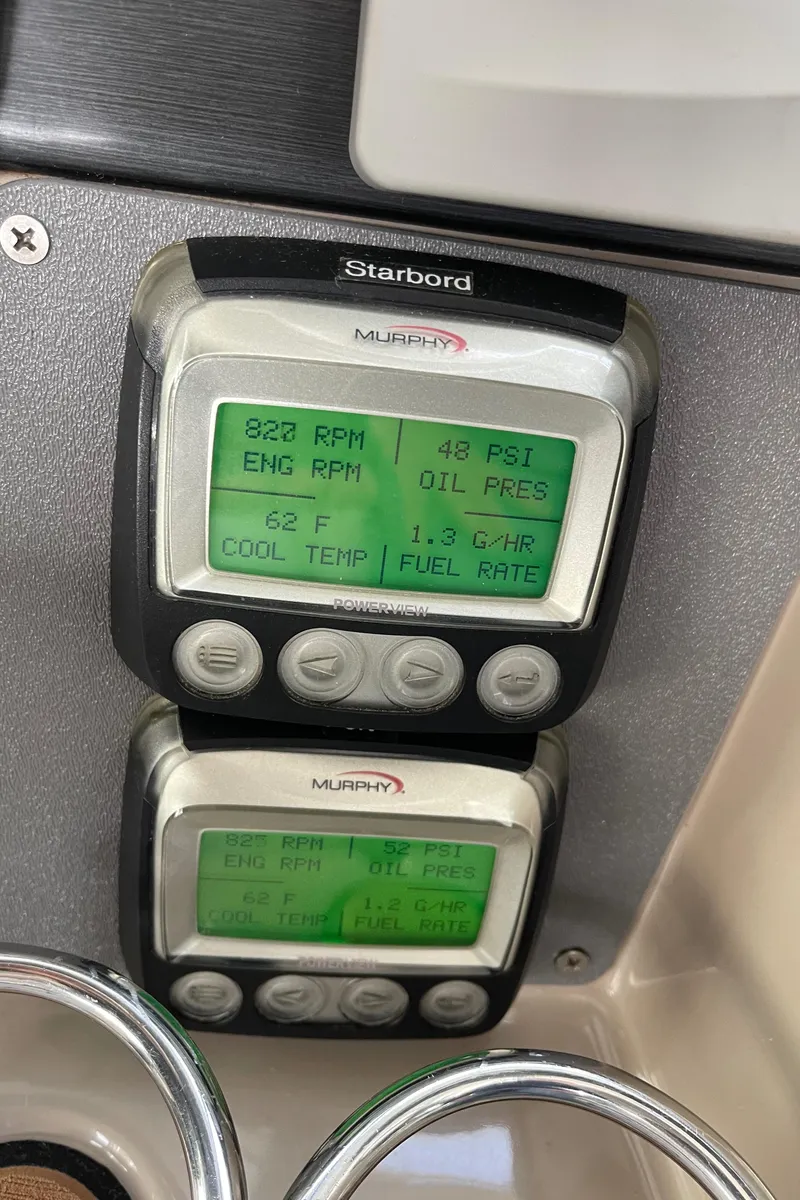 Starbord
MURPHY
820 RPM
ENG RPM
48 PSI
OIL PRES
62 F
COOL TEMP
1.3 G/HR
FUEL RATE
POWERVIEW
MURPHY
825 RPM
ENG RPM
52 PSI
OIL PRES
62 F
COOL TEMP
1.2 G/HR
FUEL RATE
POWERVIEW